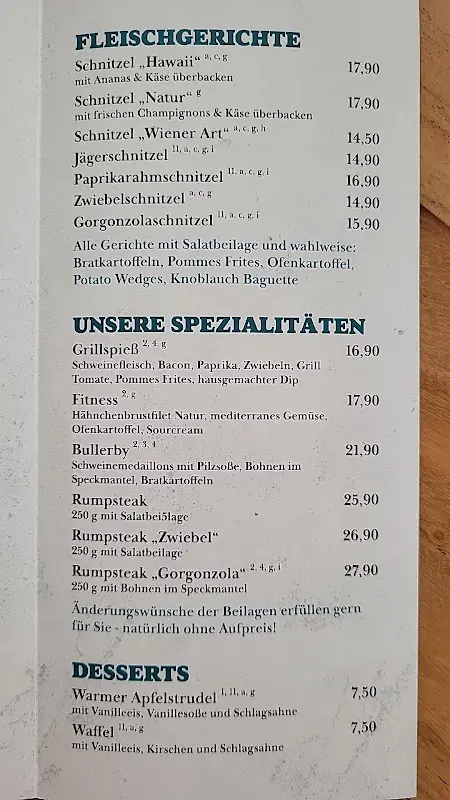 FLEISCHGERICHTE
Schnitzel „Hawaii“ a, c, g 17,90
mit Ananas & Käse überbacken
Schnitzel „Natur“ g 17,90
mit frischen Champignons & Käse überbacken
Schnitzel „Wiener Art“ a, c, g, h 14,50
Jägerschnitzel 11, a, c, g, i 14,90
Paprikarahmschnitzel 11, a, c, g, i 16,90
Zwiebelschnitzel a, c, g 14,90
Gorgonzolaschnitzel 11, a, c, g, i 15,90
Alle Gerichte mit Salatbeilage und wahlweise:
Bratkartoffeln, Pommes Frites, Ofenkartoffel,
Potato Wedges, Knoblauch Baguette
UNSERE SPEZIALITÄTEN
Grillspieß 2, 4, g 16,90
Schweinefleisch, Bacon, Paprika, Zwiebeln, Grill
Tomate, Pommes Frites, hausgemachter Dip
Fitness 2, g 17,90
Hähnchenbrustfilet Natur, mediterranes Gemüse,
Ofenkartoffel, Sourcream
Bullerby 2, 3, 4 21,90
Schweinemedaillons mit Pilzsoße, Bohnen im
Speckmantel, Bratkartoffeln
Rumpsteak 25,90
250 g mit Salatbei5lage
Rumpsteak „Zwiebel“ 26,90
250 g mit Salatbeilage
Rumpsteak „Gorgonzola“ 2, 4, g, i 27,90
250 g mit Bohnen im Speckmantel
Änderungswünsche der Beilagen erfüllen gern
für Sie - natürlich ohne Aufpreis!
DESSERTS
Warmer Apfelstrudel 1, 11, a, g 7,50
mit Vanilleeis, Vanillesoße und Schlagsahne
Waffel 11, a, g 7,50
mit Vanilleeis, Kirschen und Schlagsahne